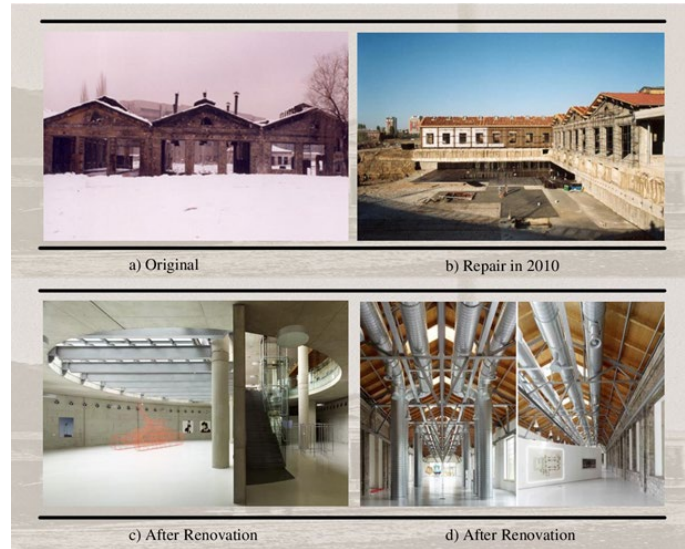 a) Original
b) Repair in 2010
c) After Renovation
d) After Renovation